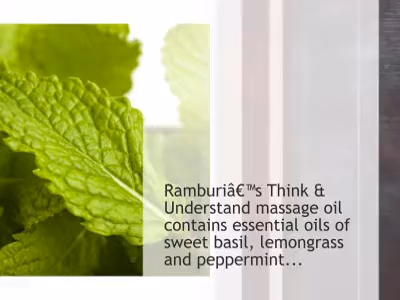 Ramburiâ€™s Think &
Understand massage oil
contains essential oils of
sweet basil, lemongrass
and peppermint...